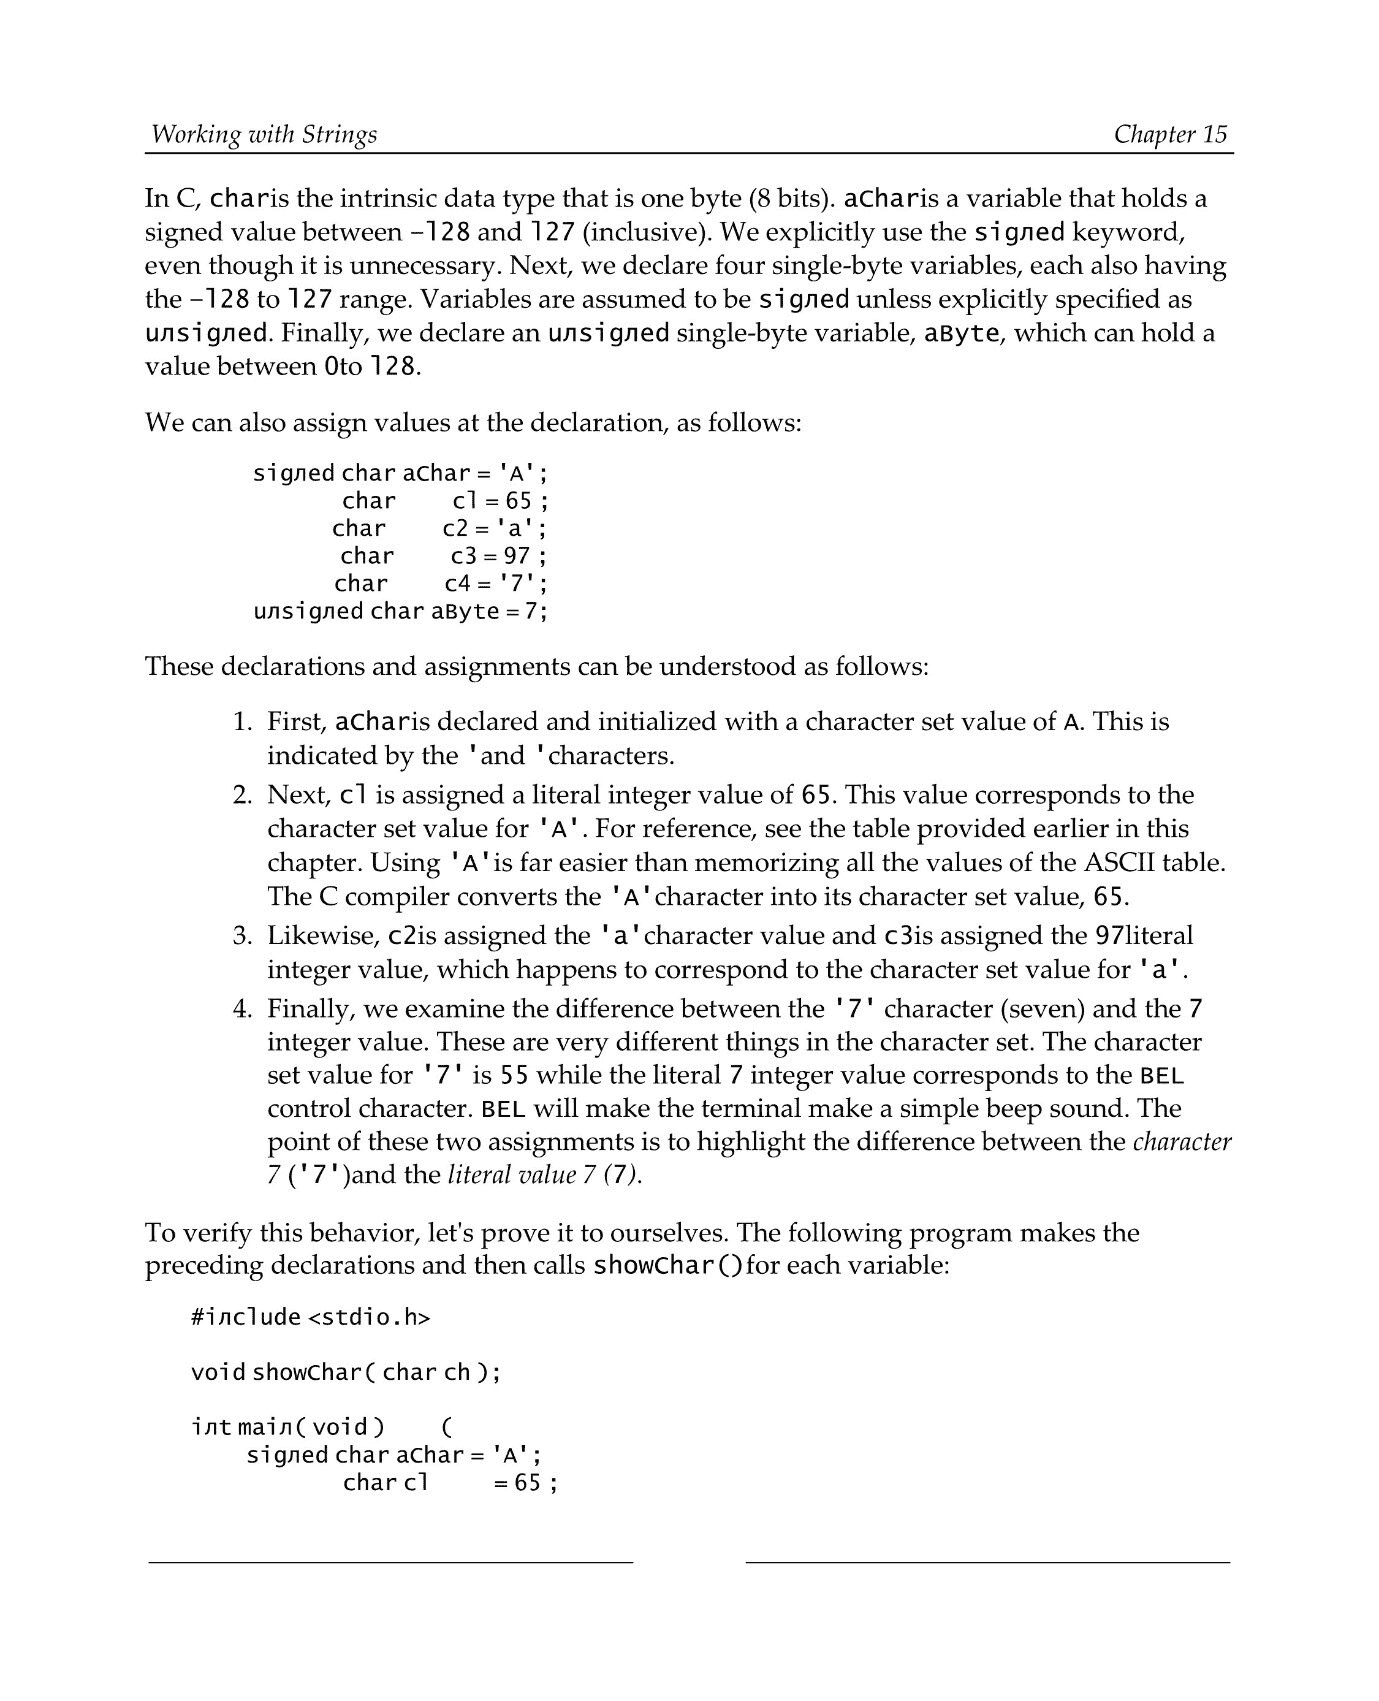 Working with Strings Chapter 15
In C, charis the intrinsic data type that is one byte (8 bits). aCharis a variable that holds a
signed value between -128 and 127 (inclusive). We explicitly use the signed keyword,
even though it is unnecessary. Next, we declare four single-byte variables, each also having
the -128 to 127 range. Variables are assumed to be signed unless explicitly specified as
unsigned. Finally, we declare an unsigned single-byte variable, aByte, which can hold a
value between 0to 128.
We can also assign values at the declaration, as follows:
signed char aChar = 'A';
char c1 = 65 ;
char c2 = 'a';
char c3 = 97 ;
char c4 = '7';
unsigned char aByte = 7;
These declarations and assignments can be understood as follows:
1. First, aCharis declared and initialized with a character set value of A. This is
indicated by the 'and 'characters.
2. Next, c1 is assigned a literal integer value of 65. This value corresponds to the
character set value for 'A'. For reference, see the table provided earlier in this
chapter. Using 'A'is far easier than memorizing all the values of the ASCII table.
The C compiler converts the 'A'character into its character set value, 65.
3. Likewise, c2is assigned the 'a'character value and c3is assigned the 97literal
integer value, which happens to correspond to the character set value for 'a'.
4. Finally, we examine the difference between the '7' character (seven) and the 7
integer value. These are very different things in the character set. The character
set value for '7' is 55 while the literal 7 integer value corresponds to the BEL
control character. BEL will make the terminal make a simple beep sound. The
point of these two assignments is to highlight the difference between the character
7 ('7')and the literal value 7 (7).
To verify this behavior, let's prove it to ourselves. The following program makes the
preceding declarations and then calls showChar()for each variable:
#include <stdio.h>
void showChar( char ch );
int main( void ) (
signed char aChar = 'A';
char c1 = 65 ;